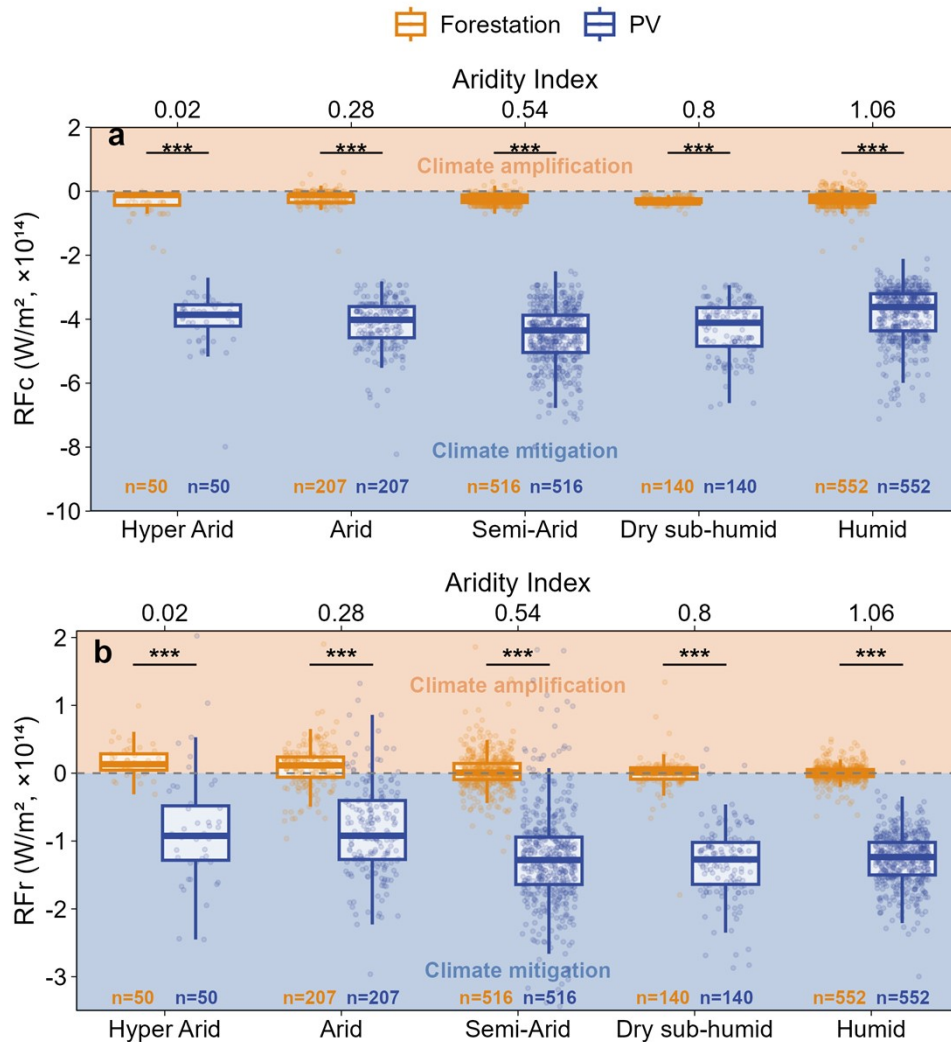 Forestation PV
Aridity Index
0.02 0.28 0.54 0.8 1.06
a
*** *** *** *** ***
Climate amplification
2
0
-2
-4
-6
-8
-10
RFc (W/m², ×10¹⁴)
Climate mitigation
n=50 n=50 n=207 n=207 n=516 n=516 n=140 n=140 n=552 n=552
Hyper Arid Arid Semi-Arid Dry sub-humid Humid
Aridity Index
0.02 0.28 0.54 0.8 1.06
b
*** *** *** *** ***
Climate amplification
2
1
0
-1
-2
-3
RFr (W/m², ×10¹⁴)
Climate mitigation
n=50 n=50 n=207 n=207 n=516 n=516 n=140 n=140 n=552 n=552
Hyper Arid Arid Semi-Arid Dry sub-humid Humid